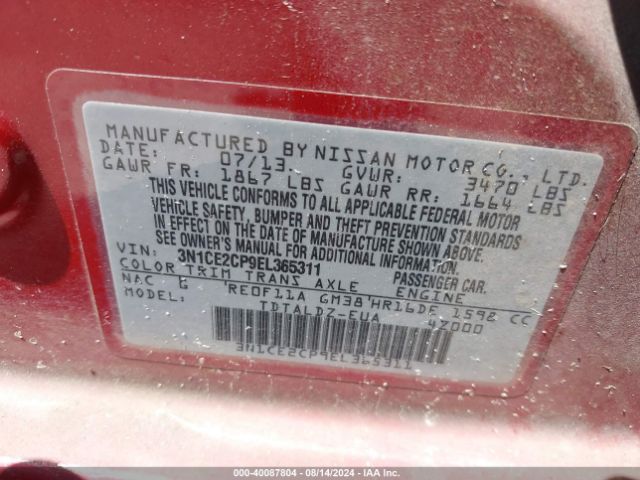 MANUFACTURED BY NISSAN MOTOR CO., LTD.
DATE: 07/13. GVWR: 3470 LBS
GAWR FR: 1867 LBS GAWR RR: 1664 LBS
THIS VEHICLE CONFORMS TO ALL APPLICABLE FEDERAL MOTOR
VEHICLE SAFETY, BUMPER AND THEFT PREVENTION STANDARDS
IN EFFECT ON THE DATE OF MANUFACTURE SHOWN ABOVE.
SEE OWNER'S MANUAL FOR ADDITIONAL INFORMATION.
VIN: 3N1CE2CP9EL365311 PASSENGER CAR.
COLOR TRIM TRANS AXLE ENGINE
NAC G RE0F11A GM38 HR16DE 1598 CC
MODEL: TDTALDZ-EUA 4Z000
3N1CE2CP9EL365311
000-40087804 | 08/14/2024 | IAA